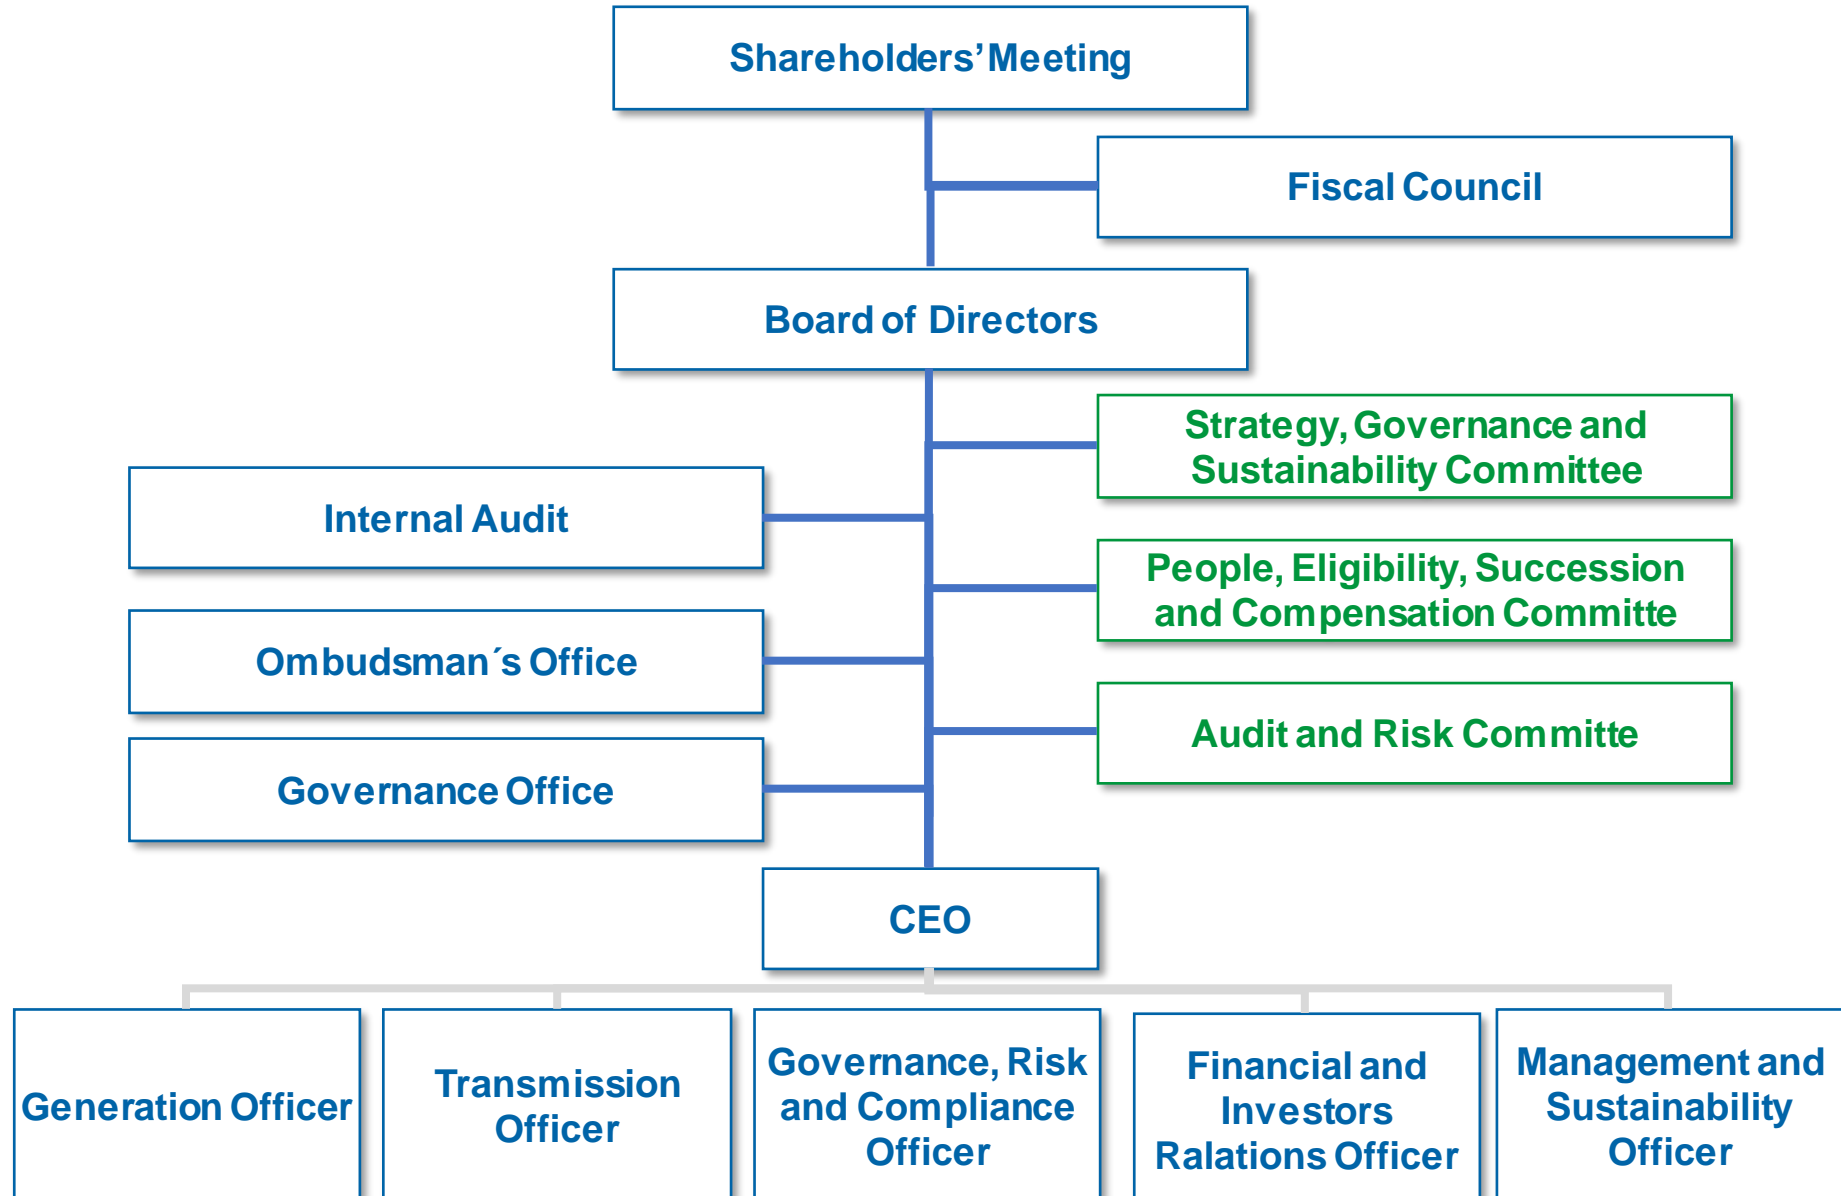 Shareholders’ Meeting
Fiscal Council
Board of Directors
Strategy, Governance and
Sustainability Committee
Internal Audit
People, Eligibility, Succession
and Compensation Committe
Ombudsman´s Office
Audit and Risk Committe
Governance Office
CEO
Generation Officer
Transmission
Officer
Governance, Risk
and Compliance
Officer
Financial and
Investors
Ralations Officer
Management and
Sustainability
Officer